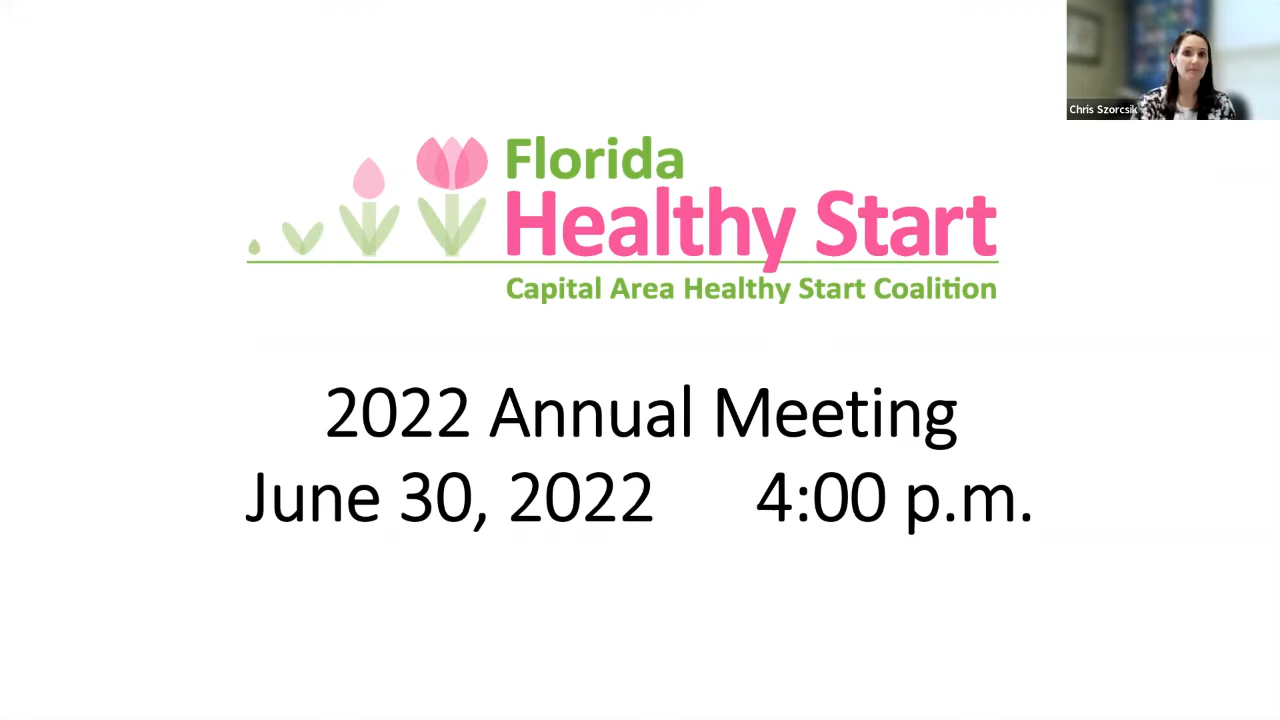 Chris Szorcsik
Florida
Healthy Start
Capital Area Healthy Start Coalition
2022 Annual Meeting
June 30, 2022 4:00 p.m.